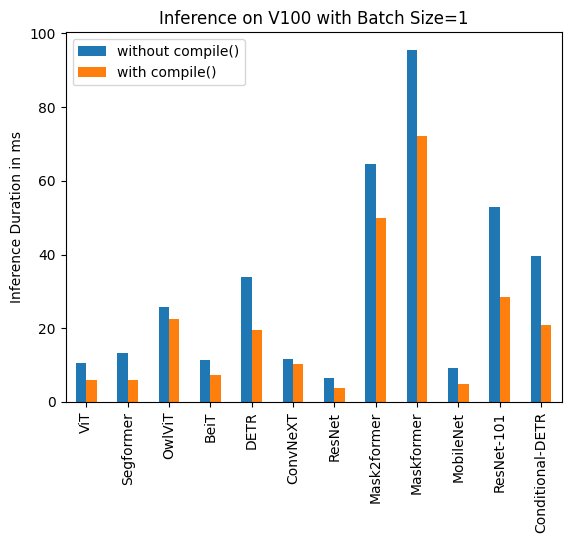 Inference on V100 with Batch Size=1
without compile()
with compile()
Inference Duration in ms
100
80
60
40
20
0
ViT
Segformer
OwlViT
BeiT
DETR
ConvNeXT
ResNet
Mask2former
Maskformer
MobileNet
ResNet-101
Conditional-DETR